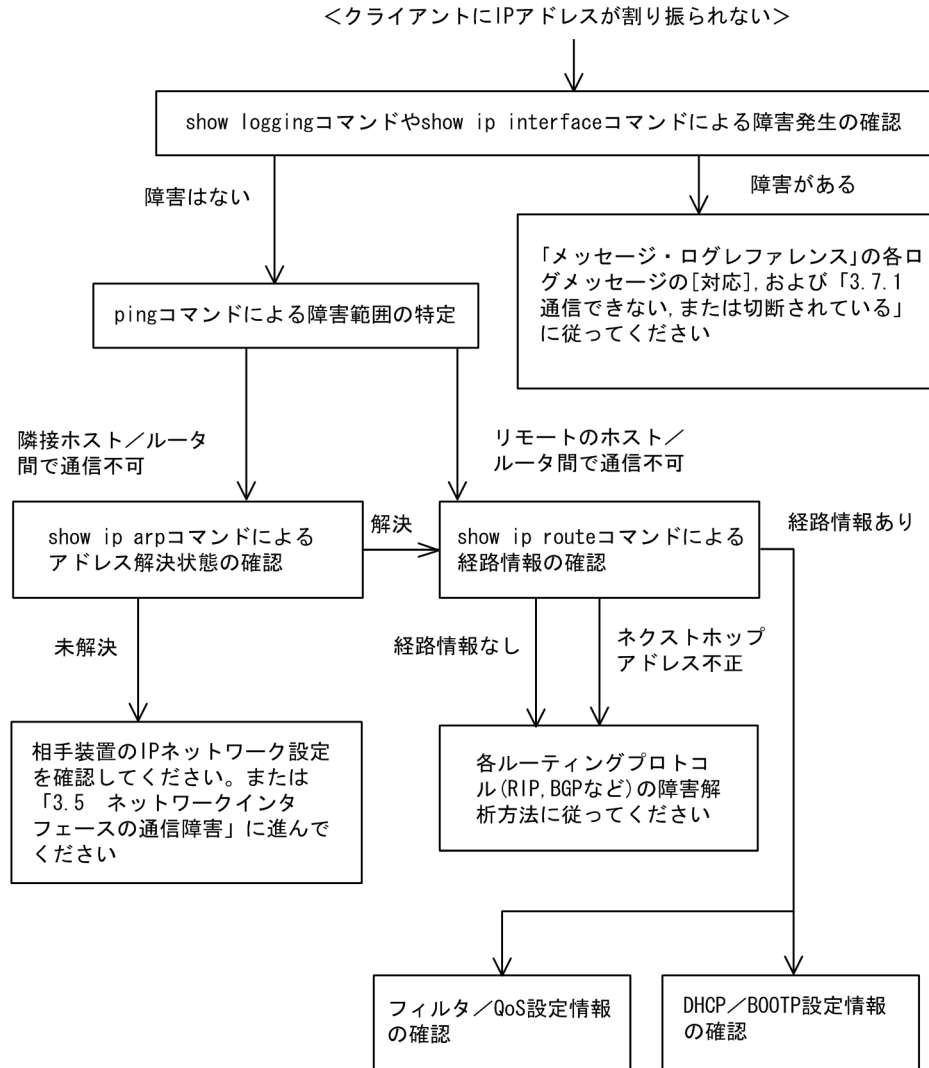 ＜クライアントにIPアドレスが割り振られない＞
show loggingコマンドやshow ip interfaceコマンドによる障害発生の確認
障害はない
障害がある
「メッセージ・ログレファレンス」の各ロ
グメッセージの[対応],および「3.7.1
通信できない,または切断されている」
に従ってください
pingコマンドによる障害範囲の特定
隣接ホスト／ルータ
間で通信不可
リモートのホスト／
ルータ間で通信不可
show ip arpコマンドによる
アドレス解決状態の確認
解決
show ip routeコマンドによる
経路情報の確認
経路情報あり
未解決
経路情報なし
ネクストホップ
アドレス不正
相手装置のIPネットワーク設定
を確認してください。または
「3.5　ネットワークインタ
フェースの通信障害」に進んで
ください
各ルーティングプロトコ
ル(RIP,BGPなど)の障害解
析方法に従ってください
フィルタ／QoS設定情報
の確認
DHCP／BOOTP設定情報
の確認